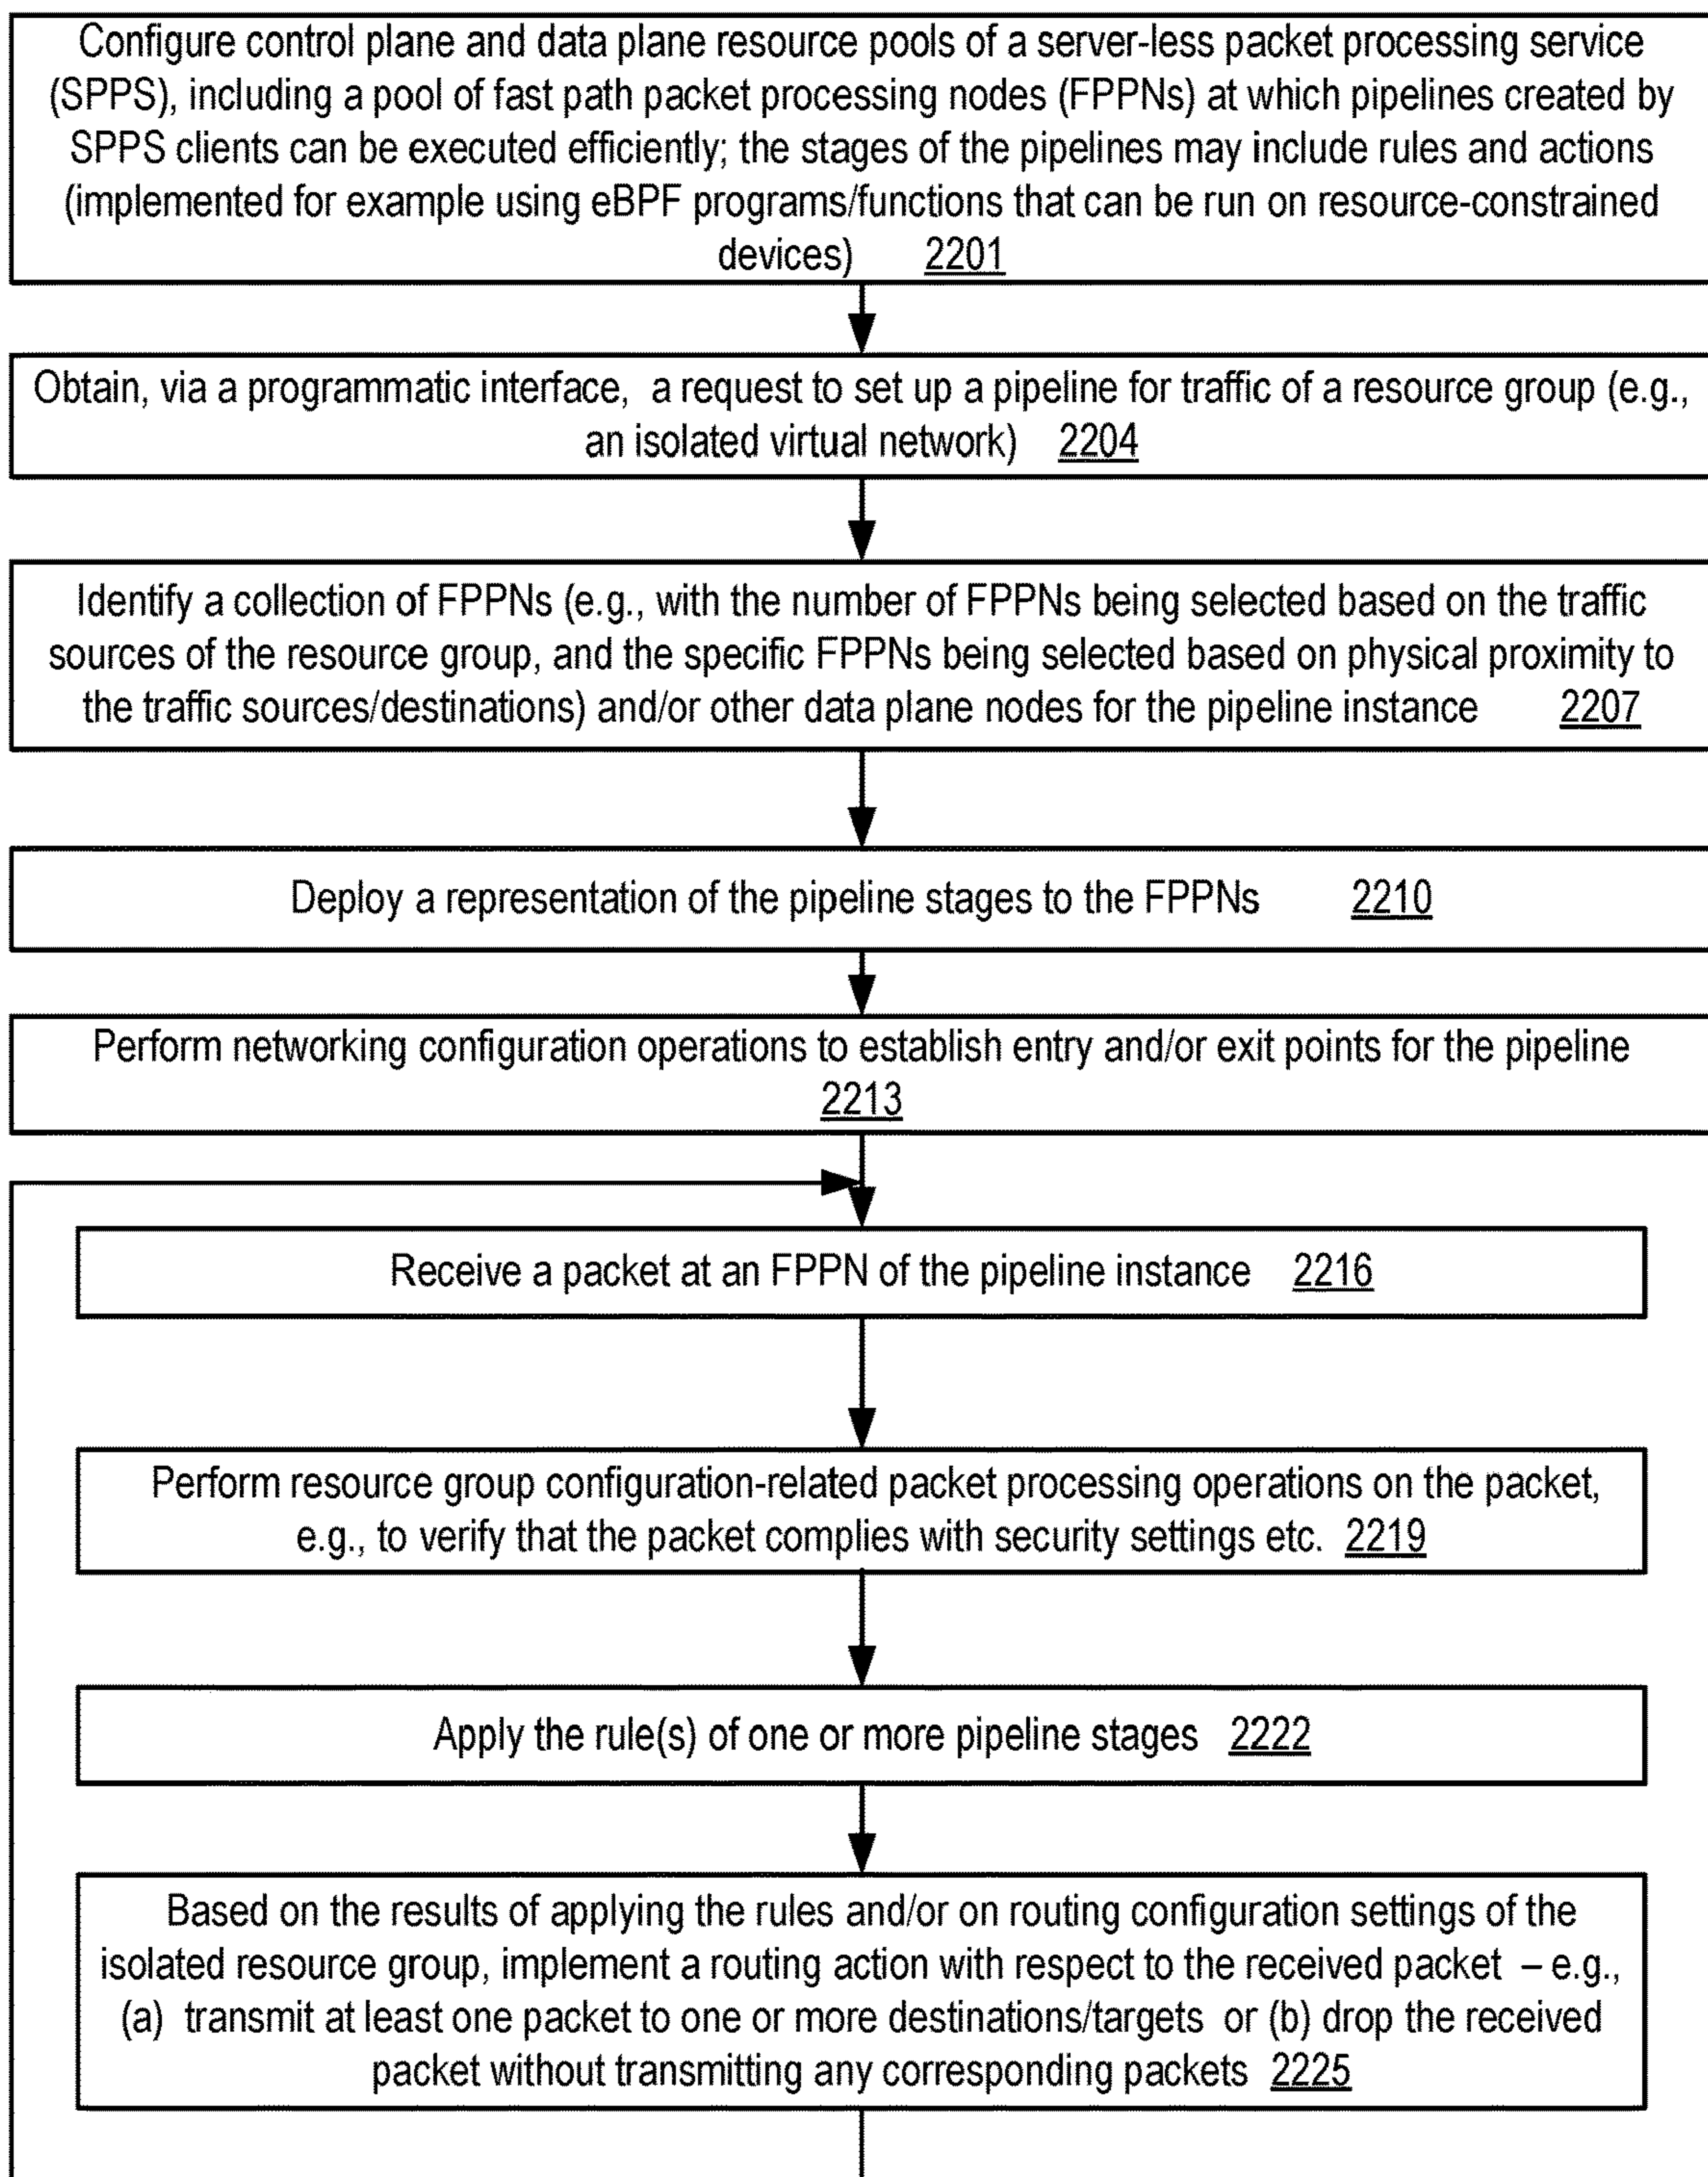 Configure control plane and data plane resource pools of a server-less packet processing service
(SPPS), including a pool of fast path packet processing nodes (FPPNs) at which pipelines created by
SPPS clients can be executed efficiently; the stages of the pipelines may include rules and actions
(implemented for example using eBPF programs/functions that can be run on resource-constrained
devices) 2201
Obtain, via a programmatic interface, a request to set up a pipeline for traffic of a resource group (e.g.,
an isolated virtual network) 2204
Identify a collection of FPPNs (e.g., with the number of FPPNs being selected based on the traffic
sources of the resource group, and the specific FPPNs being selected based on physical proximity to
the traffic sources/destinations) and/or other data plane nodes for the pipeline instance 2207
Deploy a representation of the pipeline stages to the FPPNs 2210
Perform networking configuration operations to establish entry and/or exit points for the pipeline
2213
Receive a packet at an FPPN of the pipeline instance 2216
Perform resource group configuration-related packet processing operations on the packet,
e.g., to verify that the packet complies with security settings etc. 2219
Apply the rule(s) of one or more pipeline stages 2222
Based on the results of applying the rules and/or on routing configuration settings of the
isolated resource group, implement a routing action with respect to the received packet – e.g.,
(a) transmit at least one packet to one or more destinations/targets or (b) drop the received
packet without transmitting any corresponding packets 2225